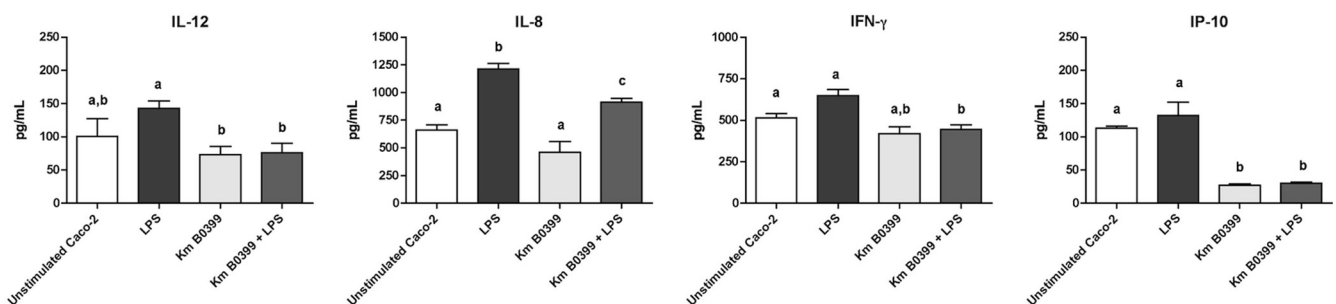 IL-12
pg/mL
250
200
150
100
50
0
a,b
a
b
b
Unstimulated Caco-2
LPS
Km B0399
Km B0399 + LPS
IL-8
pg/mL
1500
1250
1000
750
500
250
0
a
b
a
c
Unstimulated Caco-2
LPS
Km B0399
Km B0399 + LPS
IFN-γ
pg/mL
1000
750
500
250
0
a
a
a,b
b
Unstimulated Caco-2
LPS
Km B0399
Km B0399 + LPS
IP-10
pg/mL
250
200
150
100
50
0
a
a
b
b
Unstimulated Caco-2
LPS
Km B0399
Km B0399 + LPS